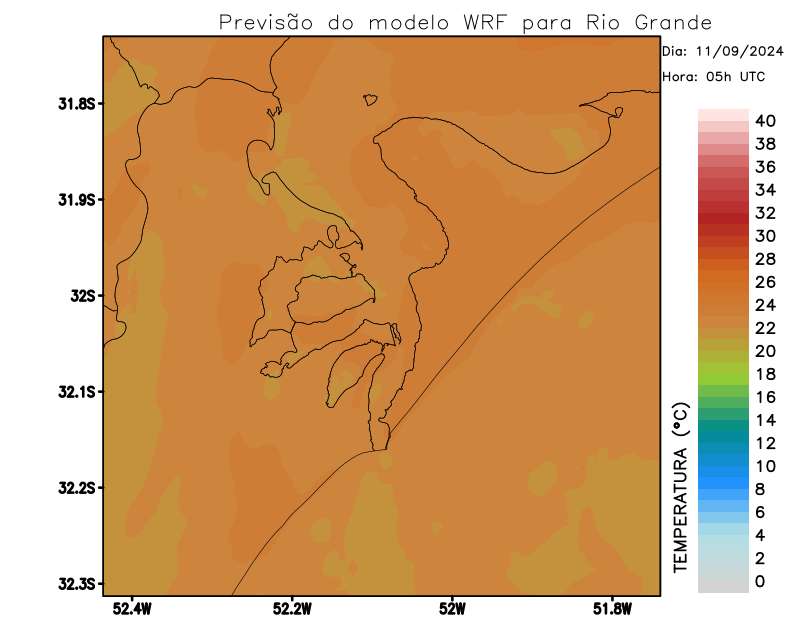 Previsão do modelo WRF para Rio Grande
Dia: 11/09/2024
Hora: 05h UTC
31.8S
31.9S
32S
32.1S
32.2S
32.3S
52.4W
52.2W
52W
51.8W
TEMPERATURA (°C)
40
38
36
34
32
30
28
26
24
22
20
18
16
14
12
10
8
6
4
2
0